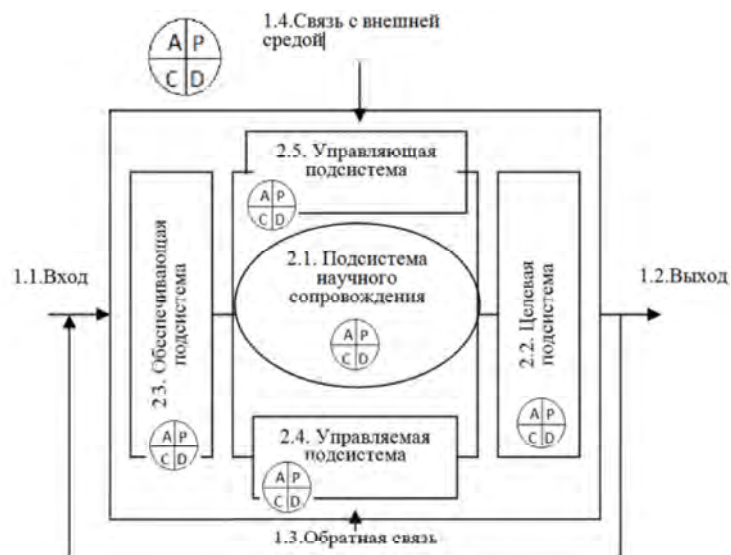 1.4.Связь с внешней
средой
A P
C D
2.5. Управляющая
подсистема
A P
C D
2.1. Подсистема
научного
сопровождения
A P
C D
1.1.Вход
1.2.Выход
2.3. Обеспечивающая
подсистема
A P
C D
2.2. Целевая
подсистема
A P
C D
2.4. Управляемая
подсистема
A P
C D
1.3.Обратная связь